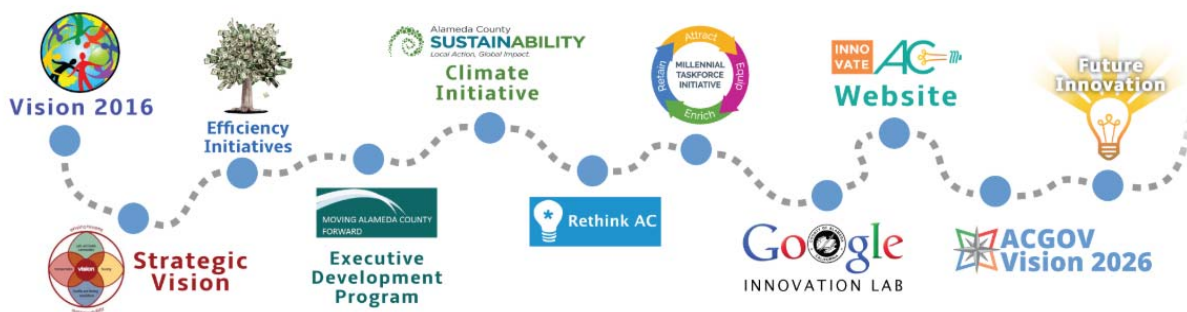 Vision 2016
Strategic
Vision
vision
Efficiency
Initiatives
MOVING ALAMEDA COUNTY
FORWARD
Executive
Development
Program
Alameda County
SUSTAINABILITY
Local Action, Global Impact.
Climate
Initiative
* Rethink AC
Attract
Equip
Enrich
Retain
MILLENNIAL
TASKFORCE
INITIATIVE
Google
INNOVATION LAB
INNO
VATE
AC
Website
ACGOV
Vision 2026
Future
Innovation